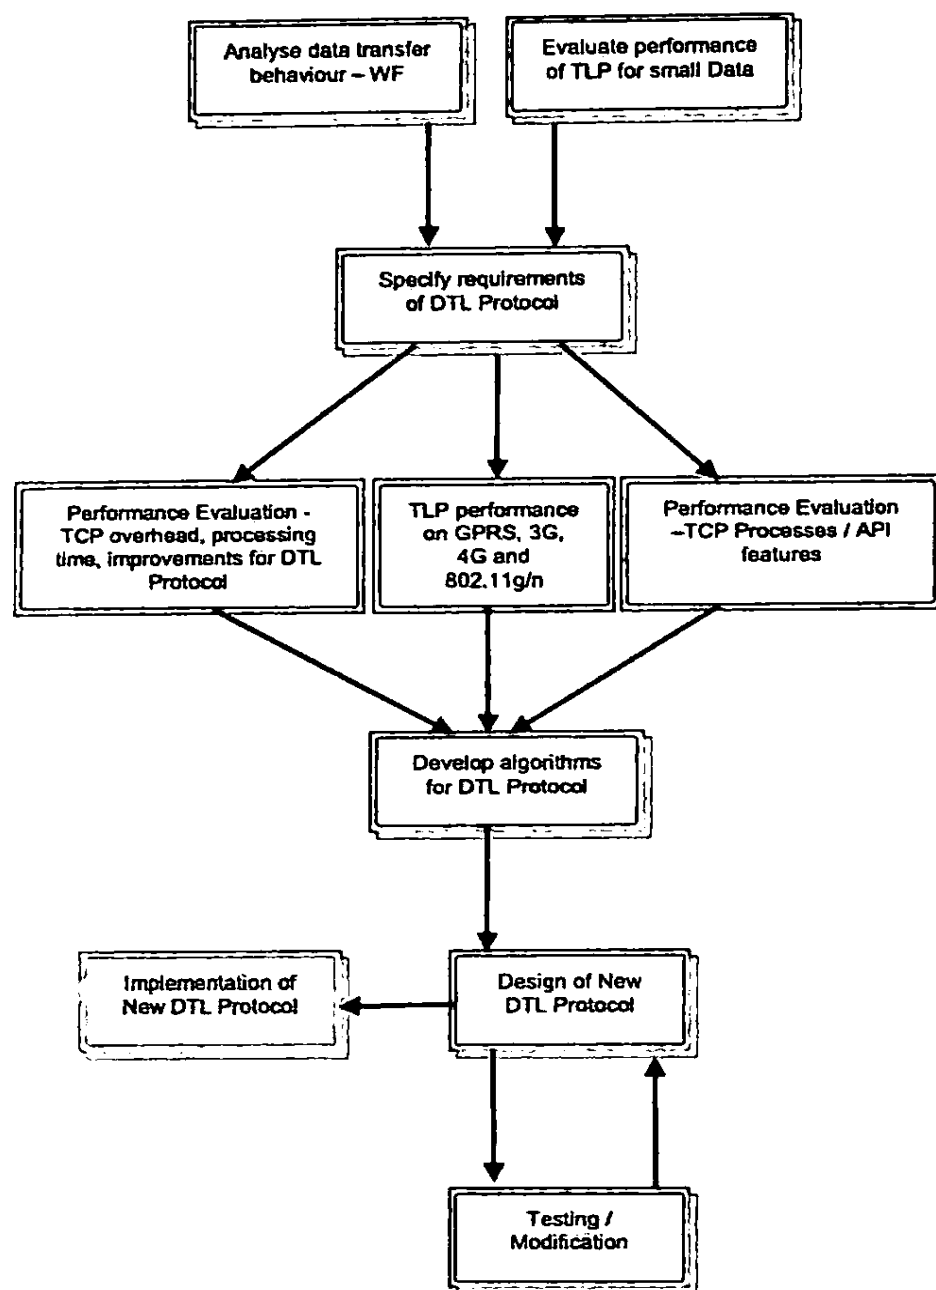 Analyse data transfer
behaviour – WF
Evaluate performance
of TLP for small Data
Specify requirements
of DTL Protocol
Performance Evaluation -
TCP overhead, processing
time, improvements for DTL
Protocol
TLP performance
on GPRS, 3G,
4G and
802.11g/n
Performance Evaluation
–TCP Processes / API
features
Develop algorithms
for DTL Protocol
Implementation of
New DTL Protocol
Design of New
DTL Protocol
Testing /
Modification